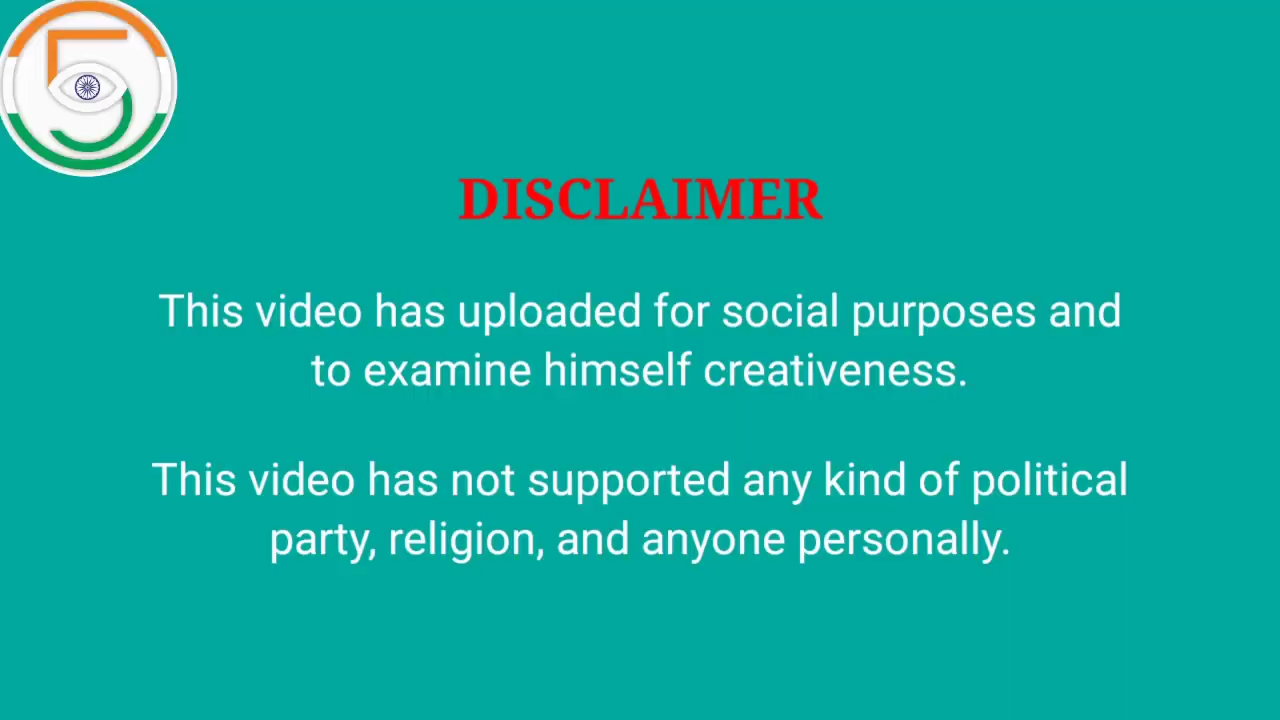 5
DISCLAIMER
This video has uploaded for social purposes and
to examine himself creativeness.
This video has not supported any kind of political
party, religion, and anyone personally.